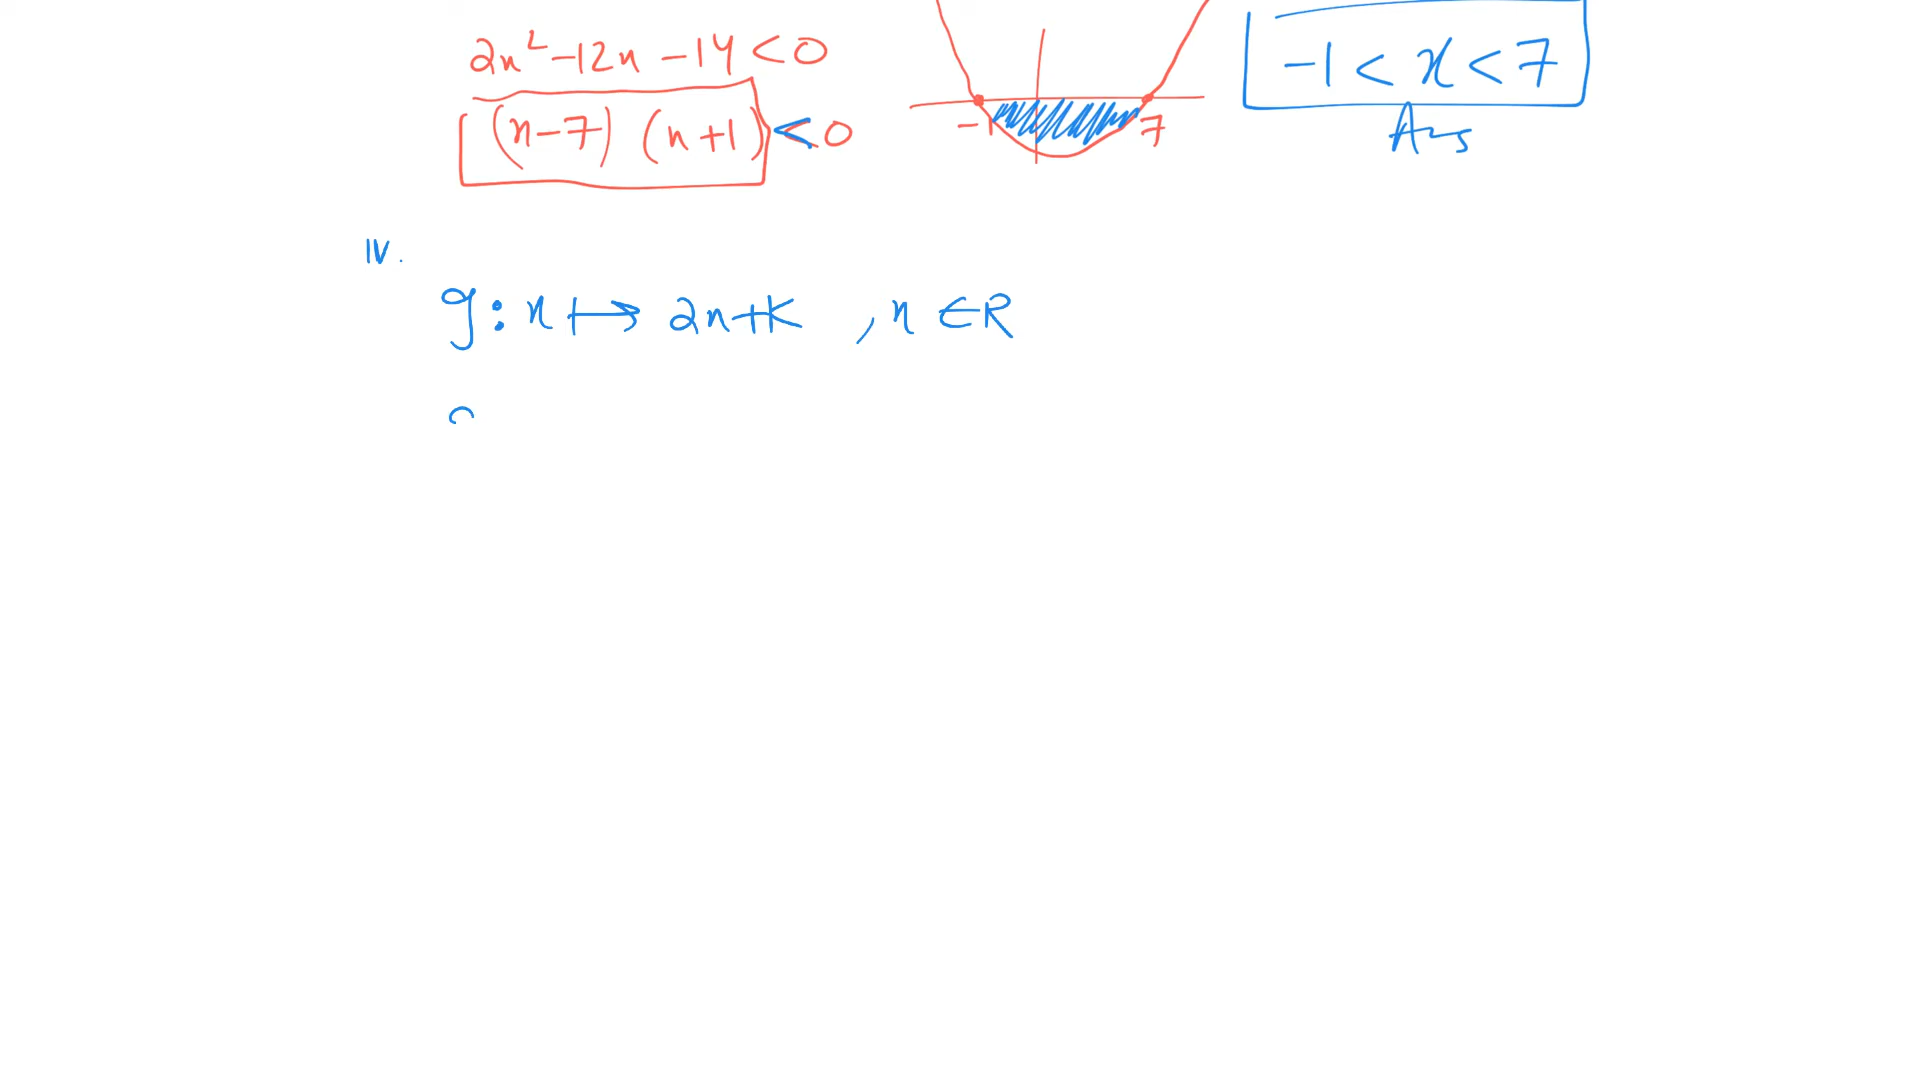 2x² - 12x - 14 < 0
-1 < x < 7
(x-7) (x+1) < 0
-1 7
Ans
IV.
g : x ↦ 2x+K , x ∈ R